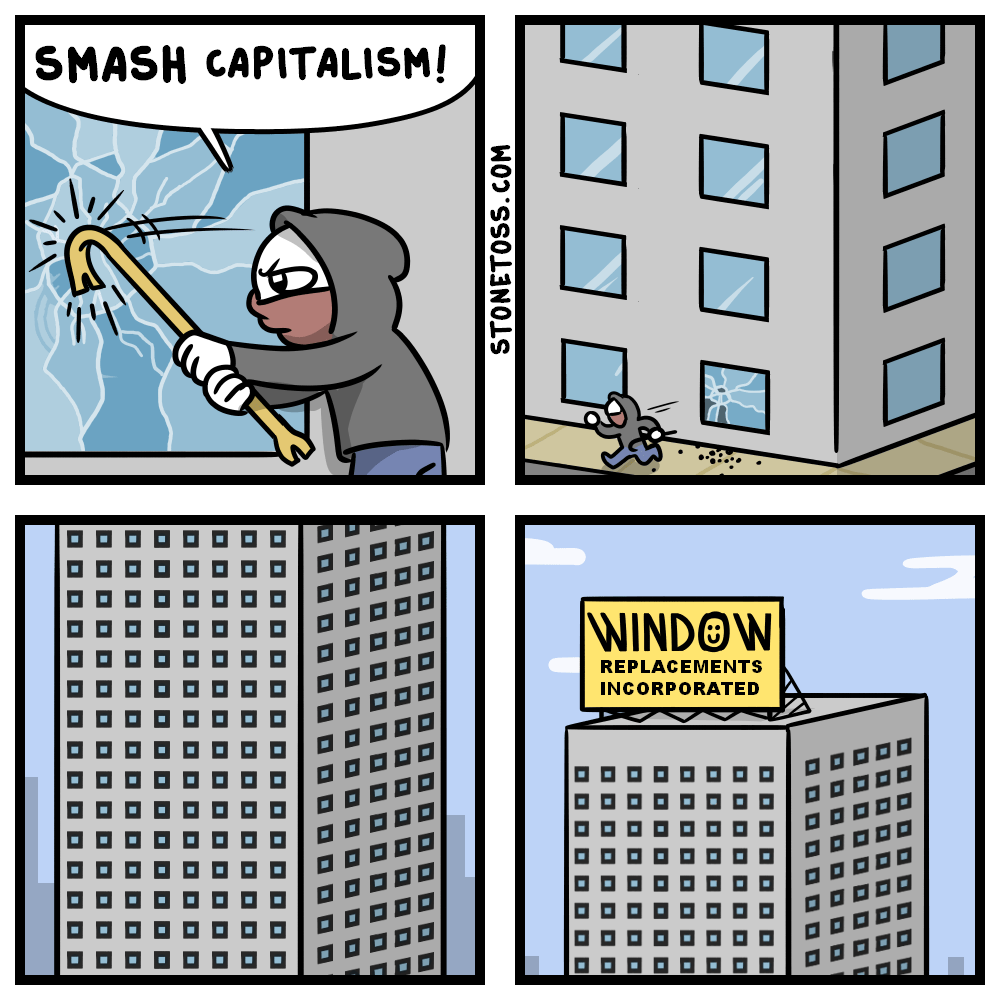 SMASH CAPITALISM!
STONETOSS.COM
WINDOW
REPLACEMENTS
INCORPORATED